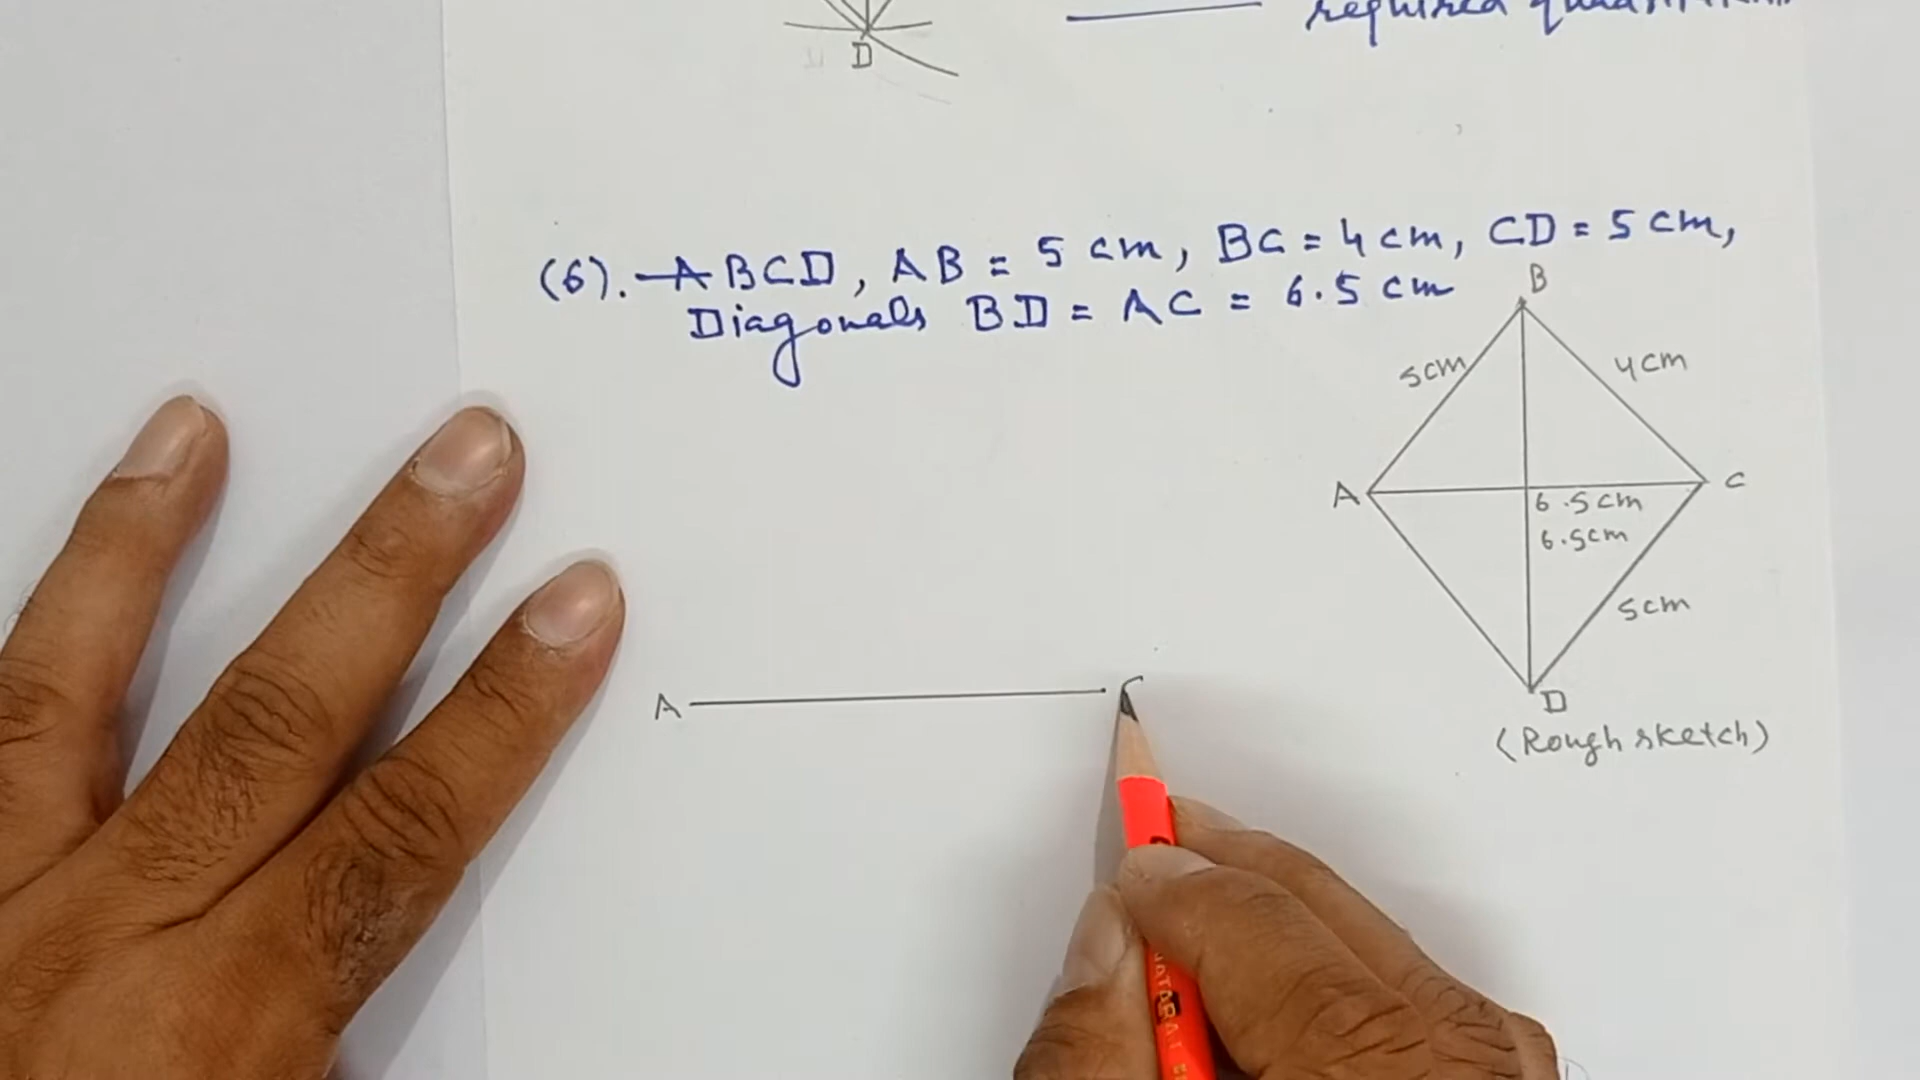 required
D
(6). ABCD, AB = 5 cm, BC = 4 cm, CD = 5 cm,
Diagonals BD = AC = 6.5 cm
B
5cm
4cm
A
C
6.5cm
6.5cm
5cm
D
(Rough sketch)
A
C